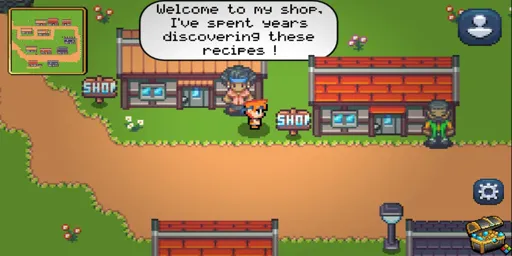 Welcome to my shop.
I've spent years
discovering these
recipes !
SHOP
SHOP